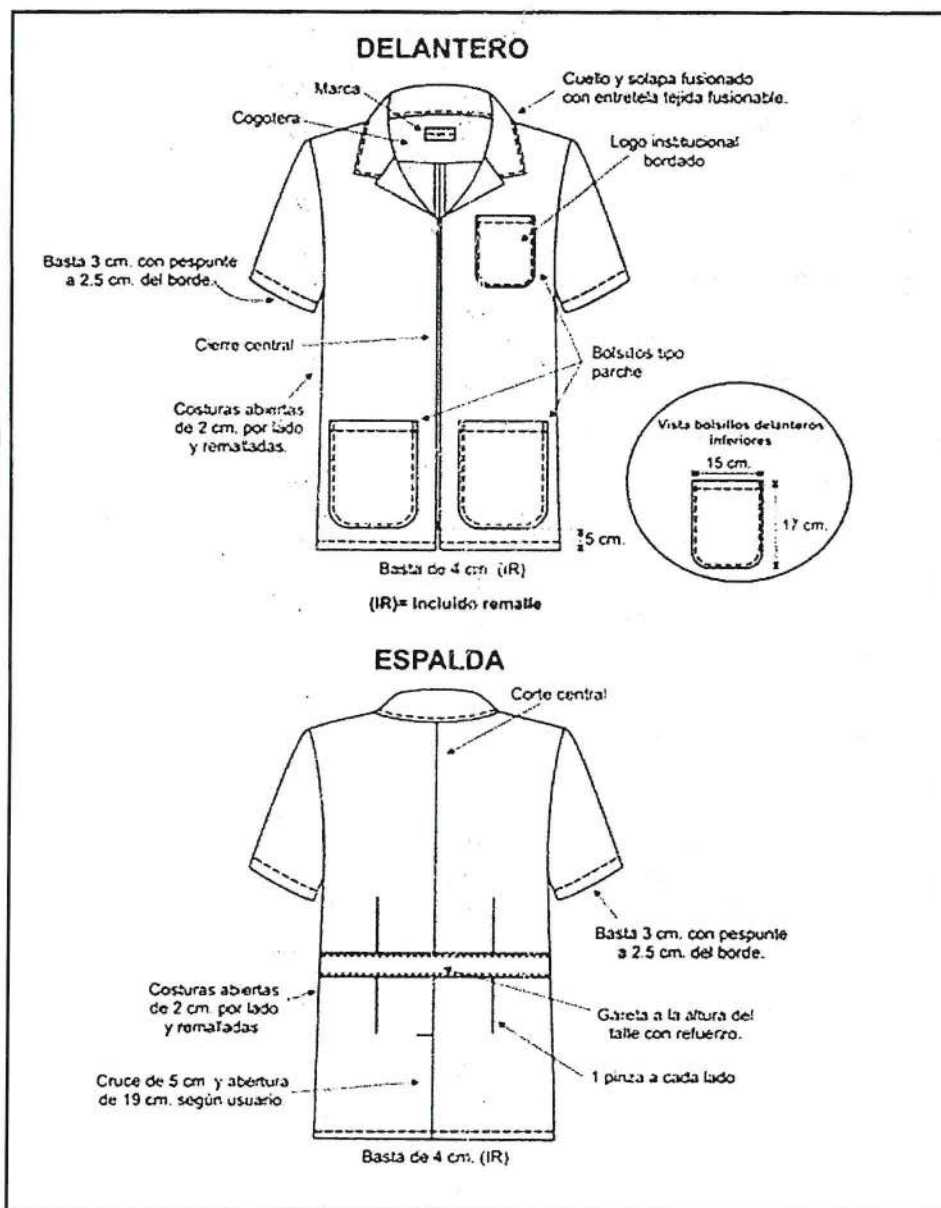 DELANTERO
Marca
Cogotera
Cuello y solapa fusionado
con entretela tejida fusionable.
Logo institucional
bordado
Basta 3 cm. con pespunte
a 2.5 cm. del borde.
Cierre central
Bolsillos tipo
parche
Costuras abiertas
de 2 cm. por lado
y remalladas.
Vista bolsillos delanteros
inferiores
15 cm.
17 cm.
5 cm.
Basta de 4 cm. (IR)
(IR)= Incluido remalle
ESPALDA
Corte central
Basta 3 cm. con pespunte
a 2.5 cm. del borde.
Costuras abiertas
de 2 cm. por lado
y remalladas
Gareta a la altura del
talle con refuerzo.
Cruce de 5 cm. y abertura
de 19 cm. según usuario
1 pinza a cada lado
Basta de 4 cm. (IR)